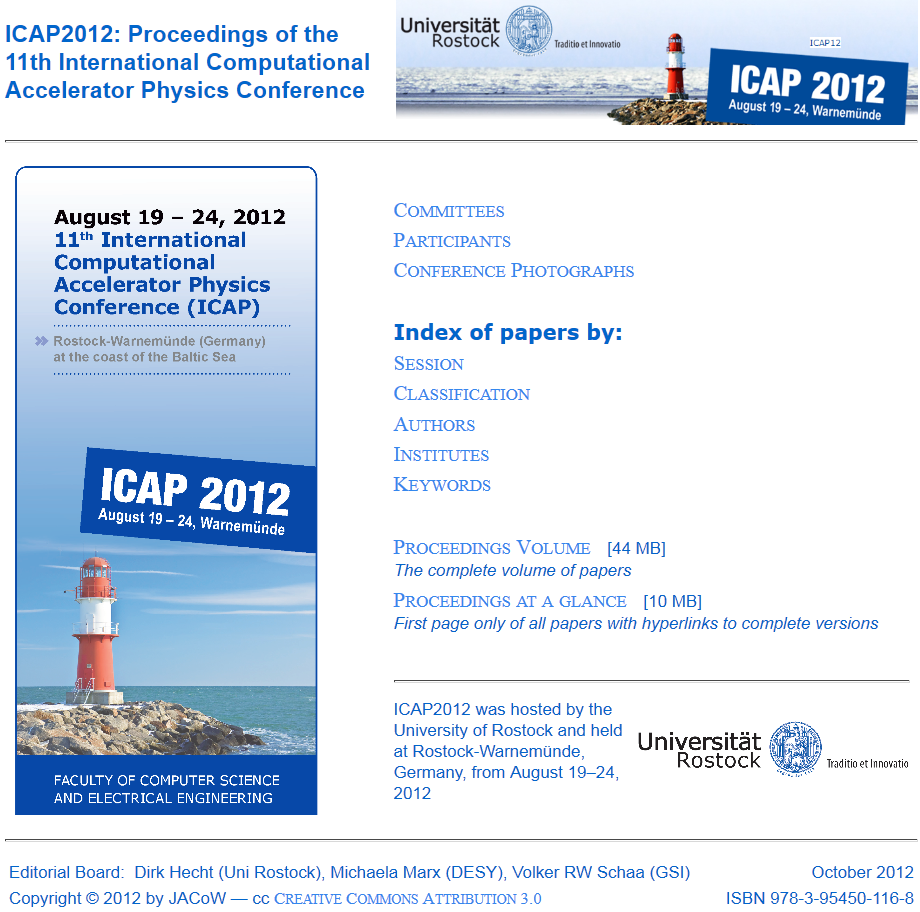 ICAP2012: Proceedings of the
11th International Computational
Accelerator Physics Conference
Universität
Rostock
Traditio et Innovatio
ICAP12
ICAP 2012
August 19 – 24, Warnemünde
August 19 – 24, 2012
11th International
Computational
Accelerator Physics
Conference (ICAP)
Rostock-Warnemünde (Germany)
at the coast of the Baltic Sea
ICAP 2012
August 19 – 24, Warnemünde
FACULTY OF COMPUTER SCIENCE
AND ELECTRICAL ENGINEERING
COMMITTEES
PARTICIPANTS
CONFERENCE PHOTOGRAPHS
Index of papers by:
SESSION
CLASSIFICATION
AUTHORS
INSTITUTES
KEYWORDS
PROCEEDINGS VOLUME [44 MB]
The complete volume of papers
PROCEEDINGS AT A GLANCE [10 MB]
First page only of all papers with hyperlinks to complete versions
ICAP2012 was hosted by the
University of Rostock and held
at Rostock-Warnemünde,
Germany, from August 19–24,
2012
Universität
Rostock
Traditio et Innovatio
Editorial Board: Dirk Hecht (Uni Rostock), Michaela Marx (DESY), Volker RW Schaa (GSI) October 2012
Copyright © 2012 by JACoW — cc CREATIVE COMMONS ATTRIBUTION 3.0 ISBN 978-3-95450-116-8